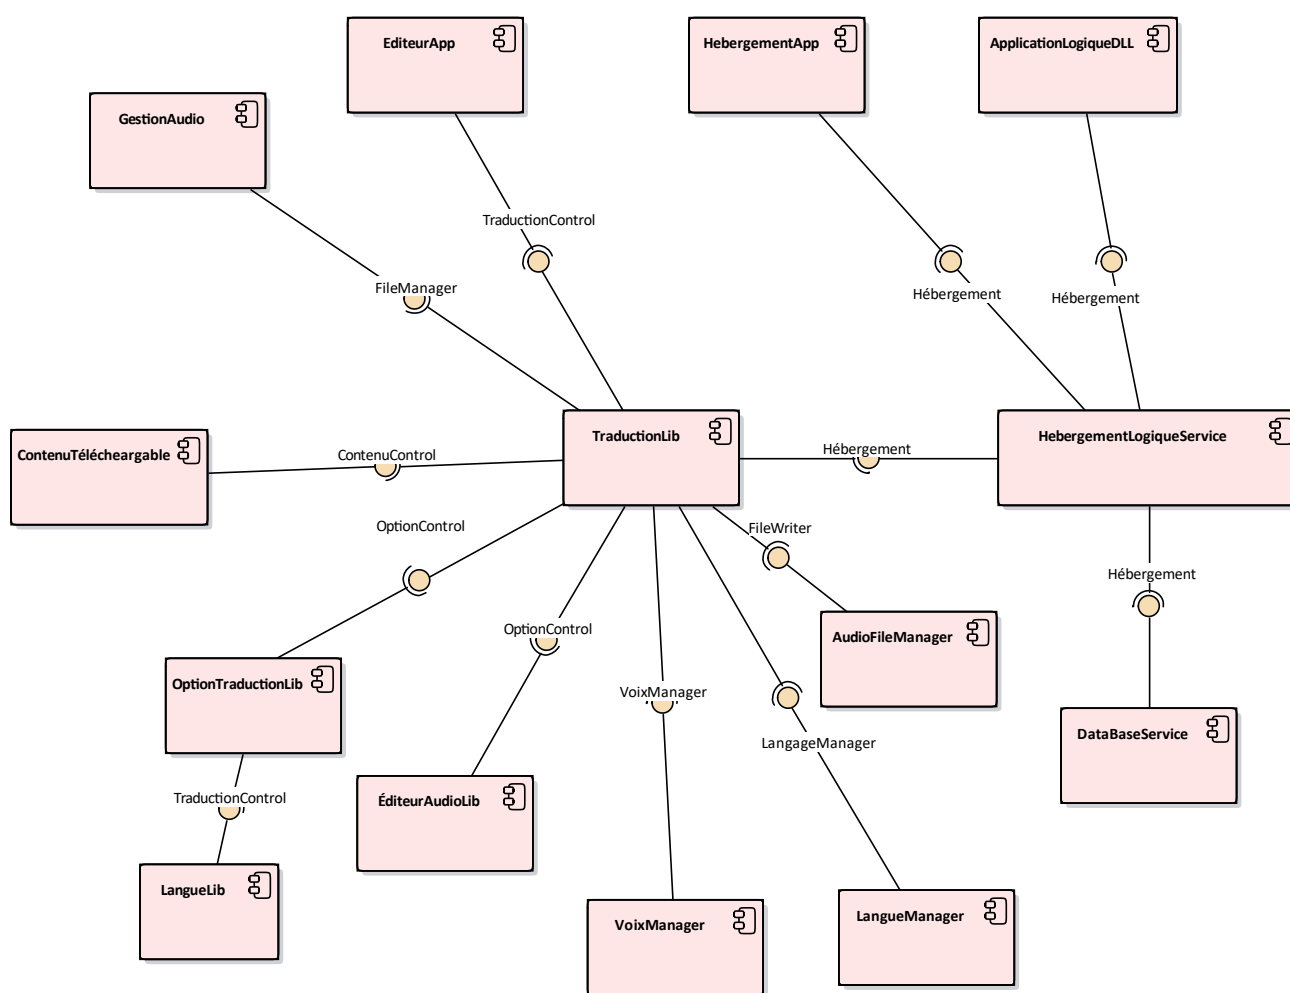 EditeurApp
HebergementApp
ApplicationLogiqueDLL
GestionAudio
TraductionControl
FileManager
Hébergement
Hébergement
TraductionLib
HebergementLogiqueService
ContenuTélécheargable
ContenuControl
Hébergement
OptionControl
FileWriter
Hébergement
OptionControl
AudioFileManager
OptionTraductionLib
VoixManager
LangageManager
DataBaseService
TraductionControl
ÉditeurAudioLib
LangueLib
VoixManager
LangueManager